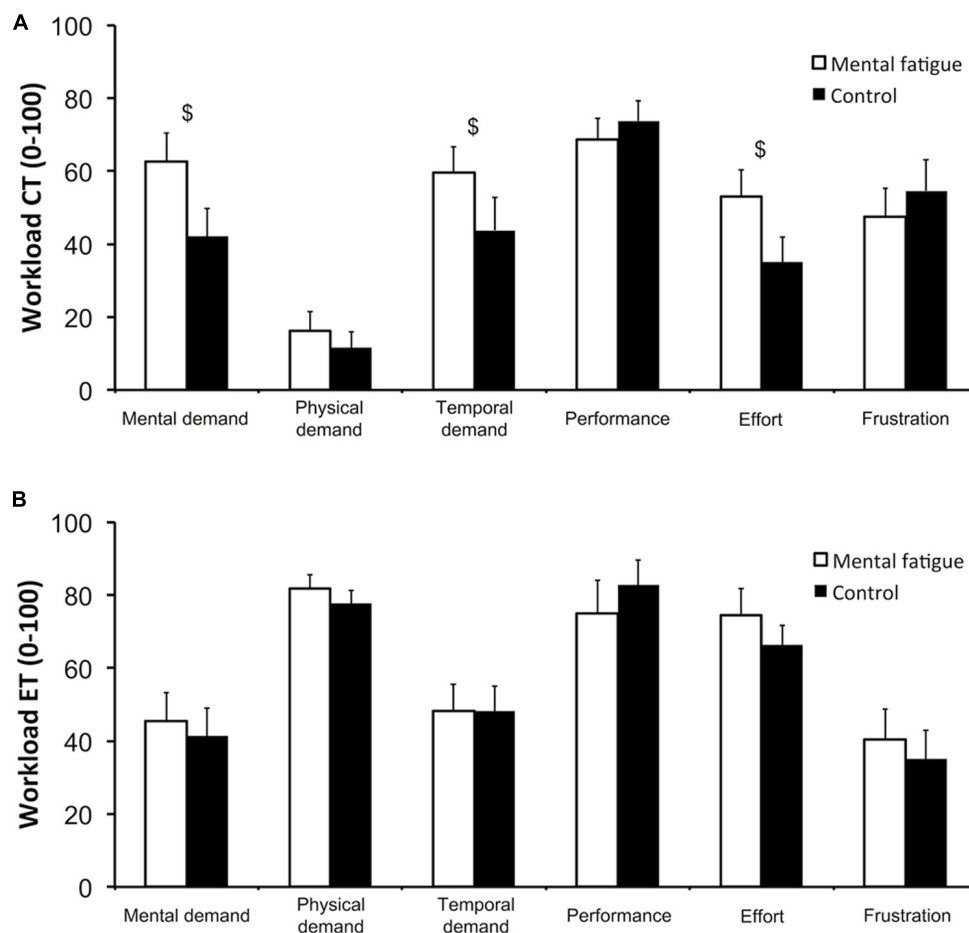 A
Workload CT (0-100)
100
80
60
40
20
0
Mental fatigue
Control
$
$
$
Mental demand
Physical
demand
Temporal
demand
Performance
Effort
Frustration
B
Workload ET (0-100)
100
80
60
40
20
0
Mental fatigue
Control
Mental demand
Physical
demand
Temporal
demand
Performance
Effort
Frustration